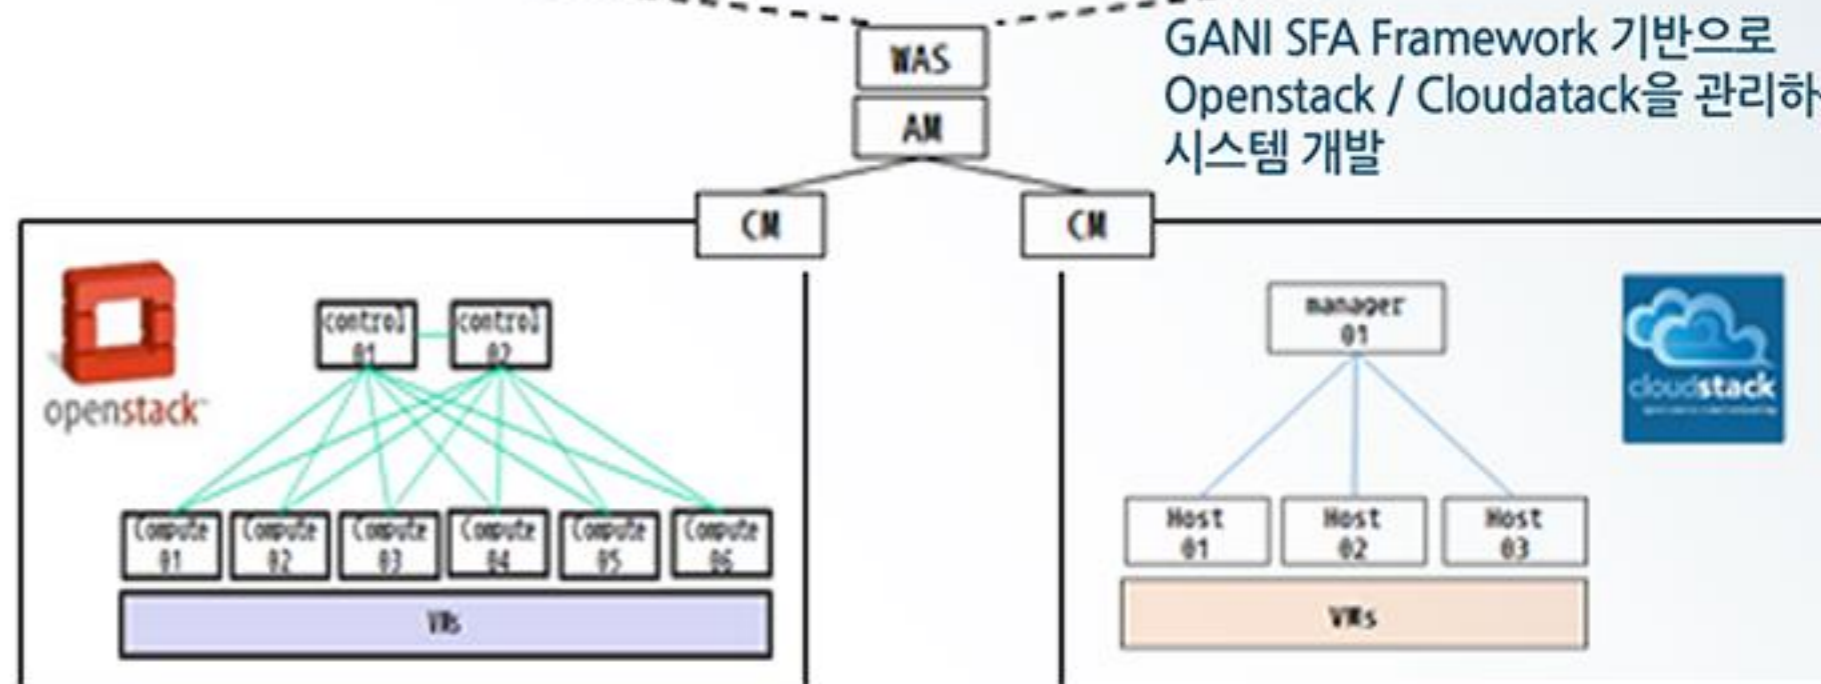 WAS
GANI SFA Framework 기반으로
Openstack / Cloudatack을 관리하
AM
시스템 개발
CM
CM
openstack
control
01
control
02
Compute
01
Compute
02
Compute
03
Compute
04
Compute
05
Compute
06
VMs
manager
01
cloudstack
Host
01
Host
02
Host
03
VMs